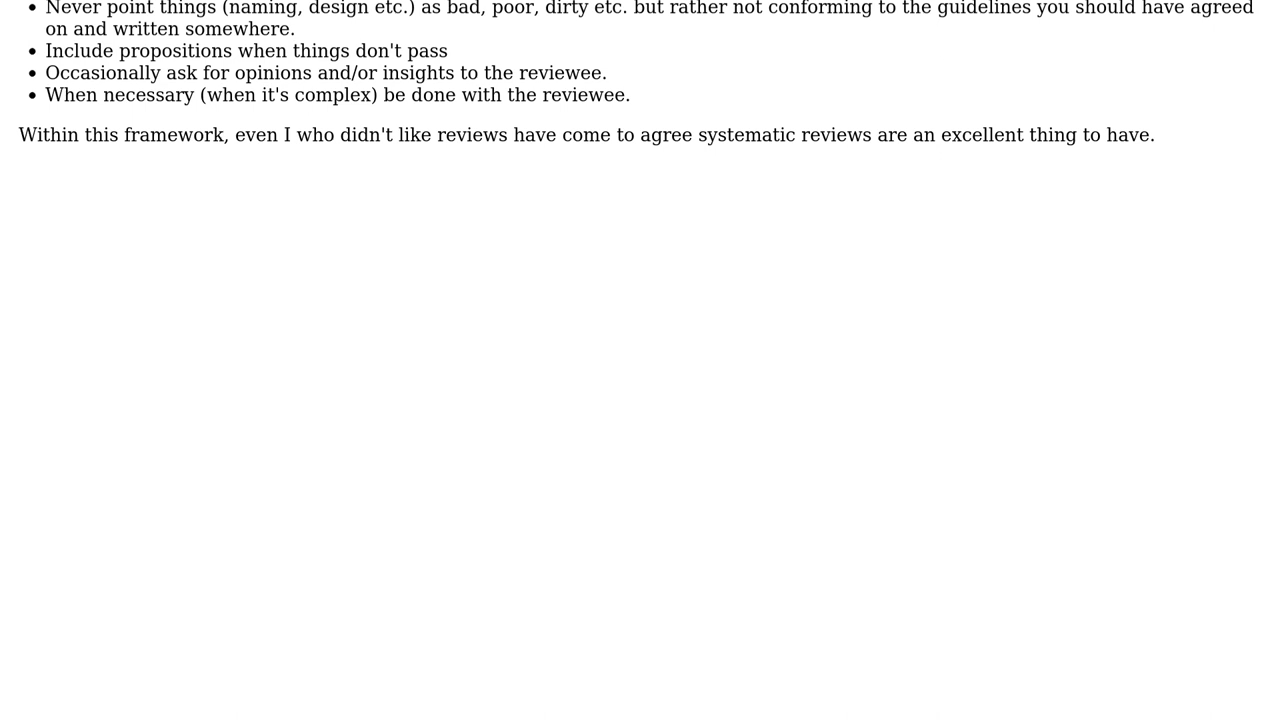 • Never point things (naming, design etc.) as bad, poor, dirty etc. but rather not conforming to the guidelines you should have agreed
on and written somewhere.
• Include propositions when things don't pass
• Occasionally ask for opinions and/or insights to the reviewee.
• When necessary (when it's complex) be done with the reviewee.
Within this framework, even I who didn't like reviews have come to agree systematic reviews are an excellent thing to have.